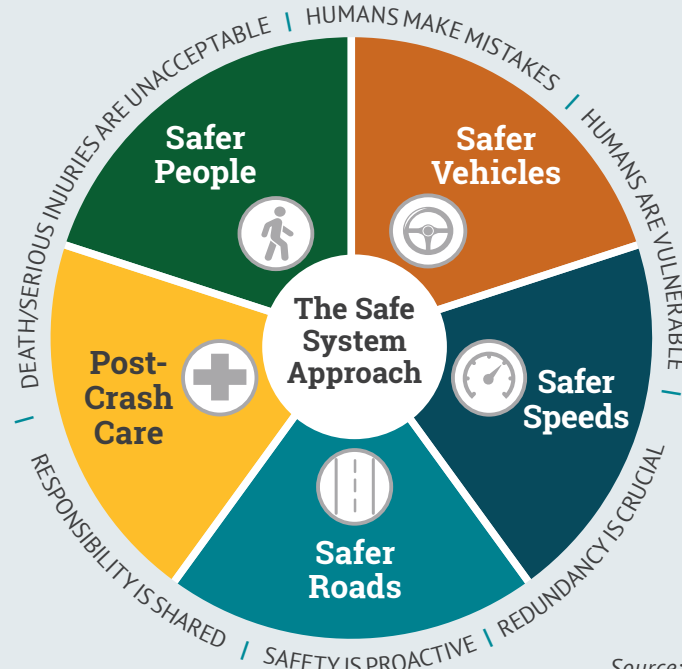 DEATH/SERIOUS INJURIES ARE UNACCEPTABLE
HUMANS MAKE MISTAKES
HUMANS ARE VULNERABLE
REDUNDANCY IS CRUCIAL
SAFETY IS PROACTIVE
RESPONSIBILITY IS SHARED
Safer
People
Safer
Vehicles
The Safe
System
Approach
Post-
Crash
Care
Safer
Speeds
Safer
Roads
Source: